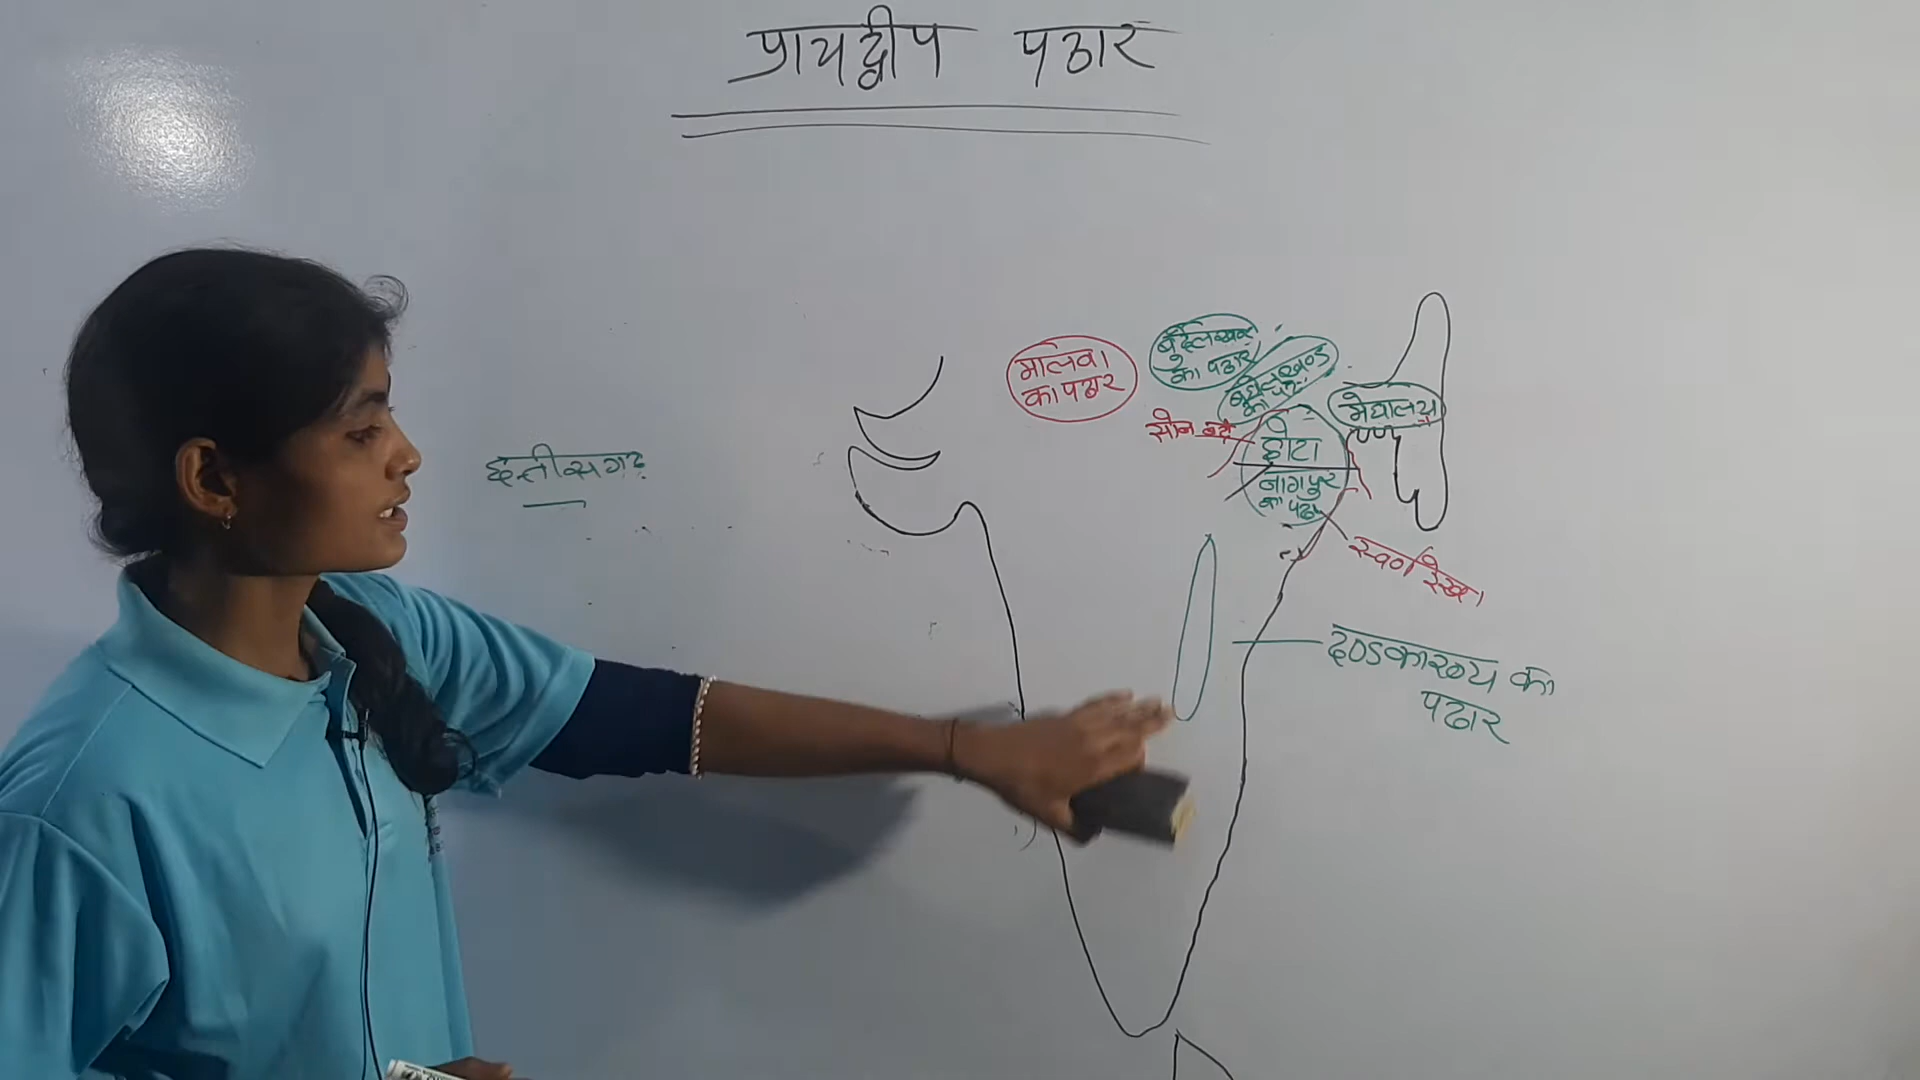 प्रायद्वीप पठार
मालवा
का पठार
बुंदेलखण्ड
का पठार
बघेलखण्ड
का
मेघालय
सोन नदी
छोटा
नागपुर
का पठार
छत्तीसगढ़
स्वर्ण रेखा
दण्डकारण्य का
पठार